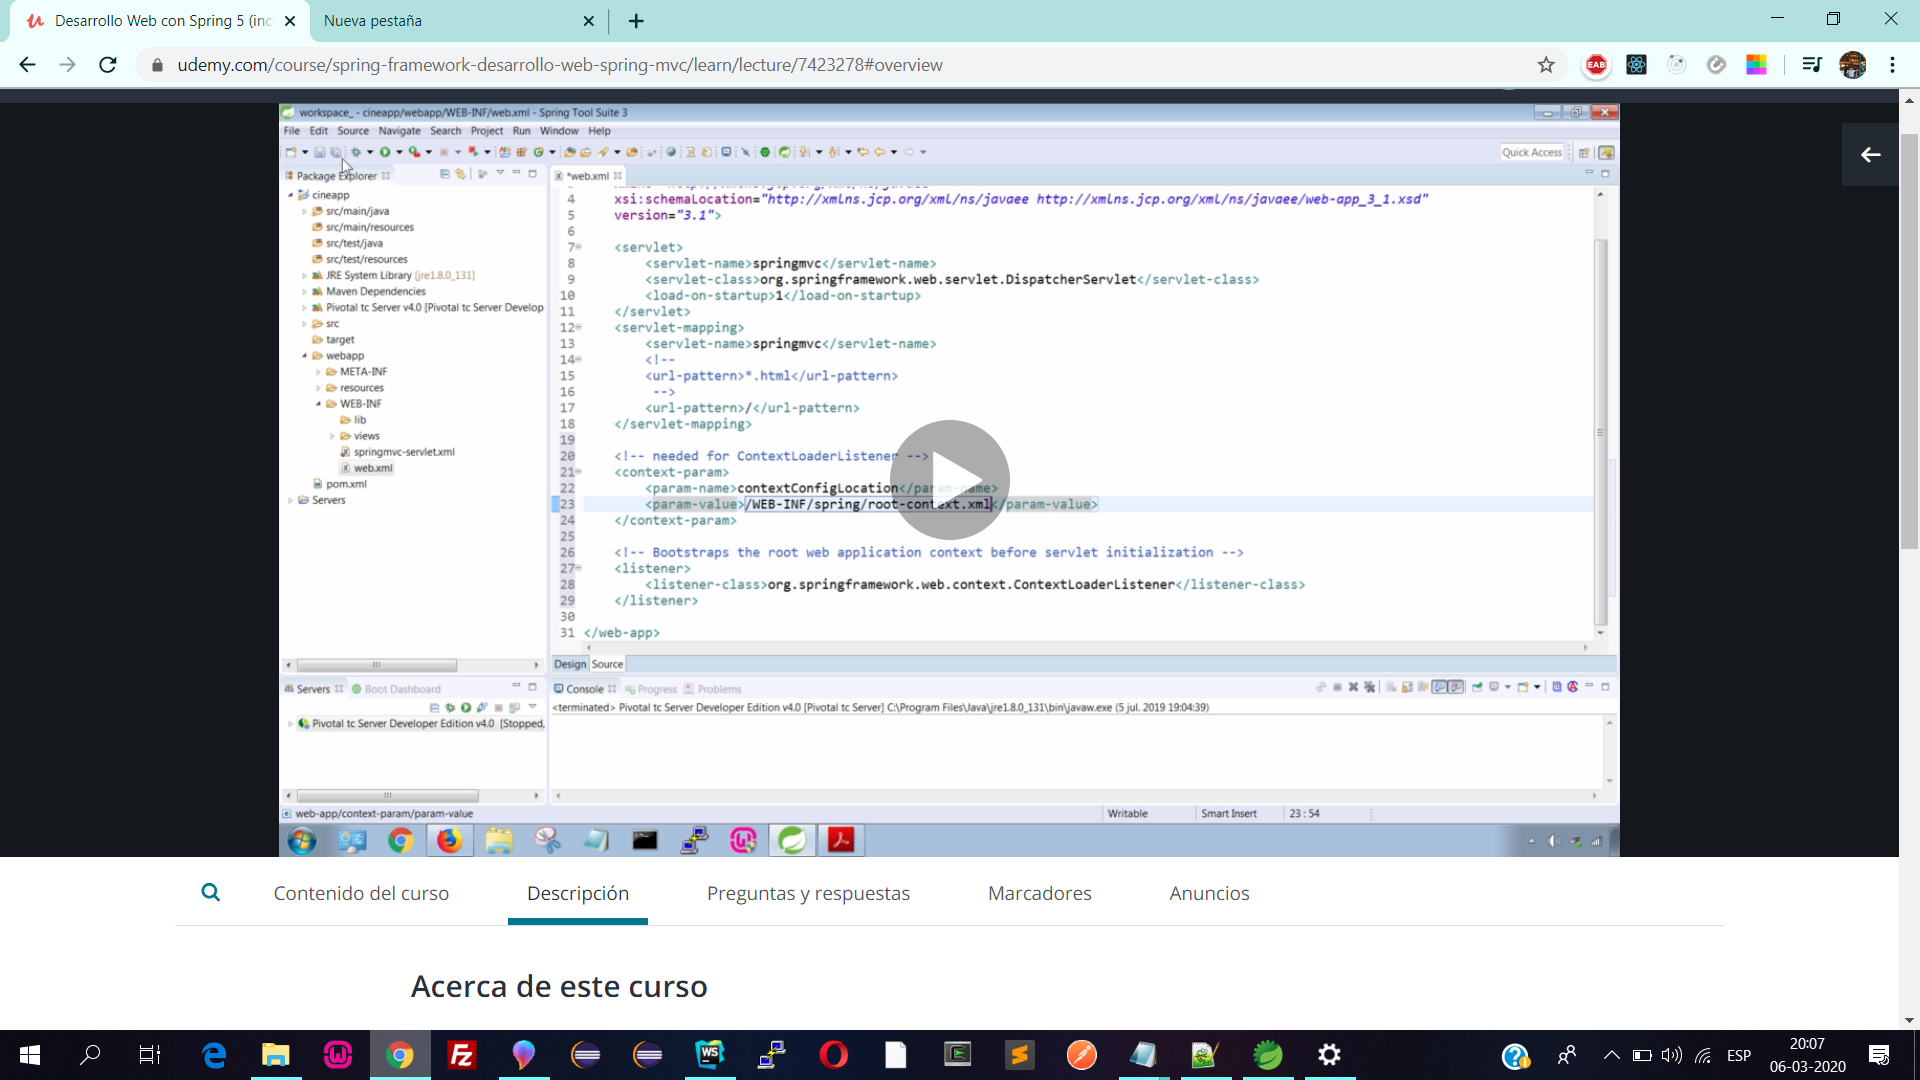 Desarrollo Web con Spring 5 (inc
Nueva pestaña
udemy.com/course/spring-framework-desarrollo-web-spring-mvc/learn/lecture/7423278#overview
EAB
workspace_ - cineapp/webapp/WEB-INF/web.xml - Spring Tool Suite 3
File Edit Source Navigate Search Project Run Window Help
Quick Access
Package Explorer
*web.xml
cineapp
src/main/java
src/main/resources
src/test/java
src/test/resources
JRE System Library [jre1.8.0_131]
Maven Dependencies
Pivotal tc Server v4.0 [Pivotal tc Server Develop
src
target
webapp
META-INF
resources
WEB-INF
lib
views
springmvc-servlet.xml
web.xml
pom.xml
Servers
4 xsi:schemaLocation="http://xmlns.jcp.org/xml/ns/javaee http://xmlns.jcp.org/xml/ns/javaee/web-app_3_1.xsd"
5 version="3.1">
6
7 <servlet>
8 <servlet-name>springmvc</servlet-name>
9 <servlet-class>org.springframework.web.servlet.DispatcherServlet</servlet-class>
10 <load-on-startup>1</load-on-startup>
11 </servlet>
12 <servlet-mapping>
13 <servlet-name>springmvc</servlet-name>
14 <!--
15 <url-pattern>*.html</url-pattern>
16 -->
17 <url-pattern>/</url-pattern>
18 </servlet-mapping>
19
20 <!-- needed for ContextLoaderListener -->
21 <context-param>
22 <param-name>contextConfigLocation</param-name>
23 <param-value>/WEB-INF/spring/root-context.xml</param-value>
24 </context-param>
25
26 <!-- Bootstraps the root web application context before servlet initialization -->
27 <listener>
28 <listener-class>org.springframework.web.context.ContextLoaderListener</listener-class>
29 </listener>
30
31 </web-app>
Design Source
Servers Boot Dashboard
Console Progress Problems
Pivotal tc Server Developer Edition v4.0 [Stopped,
<terminated> Pivotal tc Server Developer Edition v4.0 [Pivotal tc Server] C:\Program Files\Java\jre1.8.0_131\bin\javaw.exe (5 jul. 2019 19:04:39)
web-app/context-param/param-value
Writable
Smart Insert
23 : 54
Contenido del curso
Descripción
Preguntas y respuestas
Marcadores
Anuncios
Acerca de este curso
ESP
20:07
06-03-2020